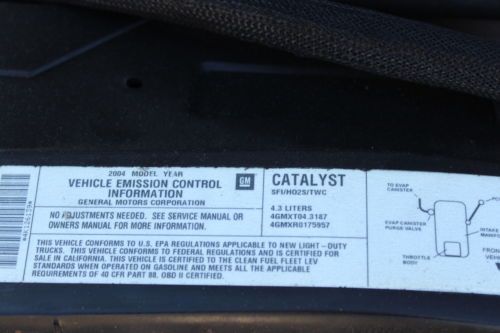 2004 MODEL YEAR
VEHICLE EMISSION CONTROL
INFORMATION
GENERAL MOTORS CORPORATION
GM
NO ADJUSTMENTS NEEDED. SEE SERVICE MANUAL OR
OWNERS MANUAL FOR MORE INFORMATION.
THIS VEHICLE CONFORMS TO U.S. EPA REGULATIONS APPLICABLE TO NEW LIGHT-DUTY
TRUCKS. THIS VEHICLE CONFORMS TO FEDERAL REGULATIONS AND IS CERTIFIED FOR
SALE IN CALIFORNIA. THIS VEHICLE IS CERTIFIED TO THE CLEAN FUEL FLEET LEV
STANDARDS WHEN OPERATED ON GASOLINE AND MEETS ALL THE APPLICABLE
REQUIREMENTS OF 40 CFR PART 88. OBD II CERTIFIED.
CATALYST
SFI/HO2S/TWC
4.3 LITERS
4GMXT04.3187
4GMXR0175957
TO EVAP
CANISTER
EVAP CANISTER
PURGE VALVE
THROTTLE
BODY
INTAKE
FRON
VEH